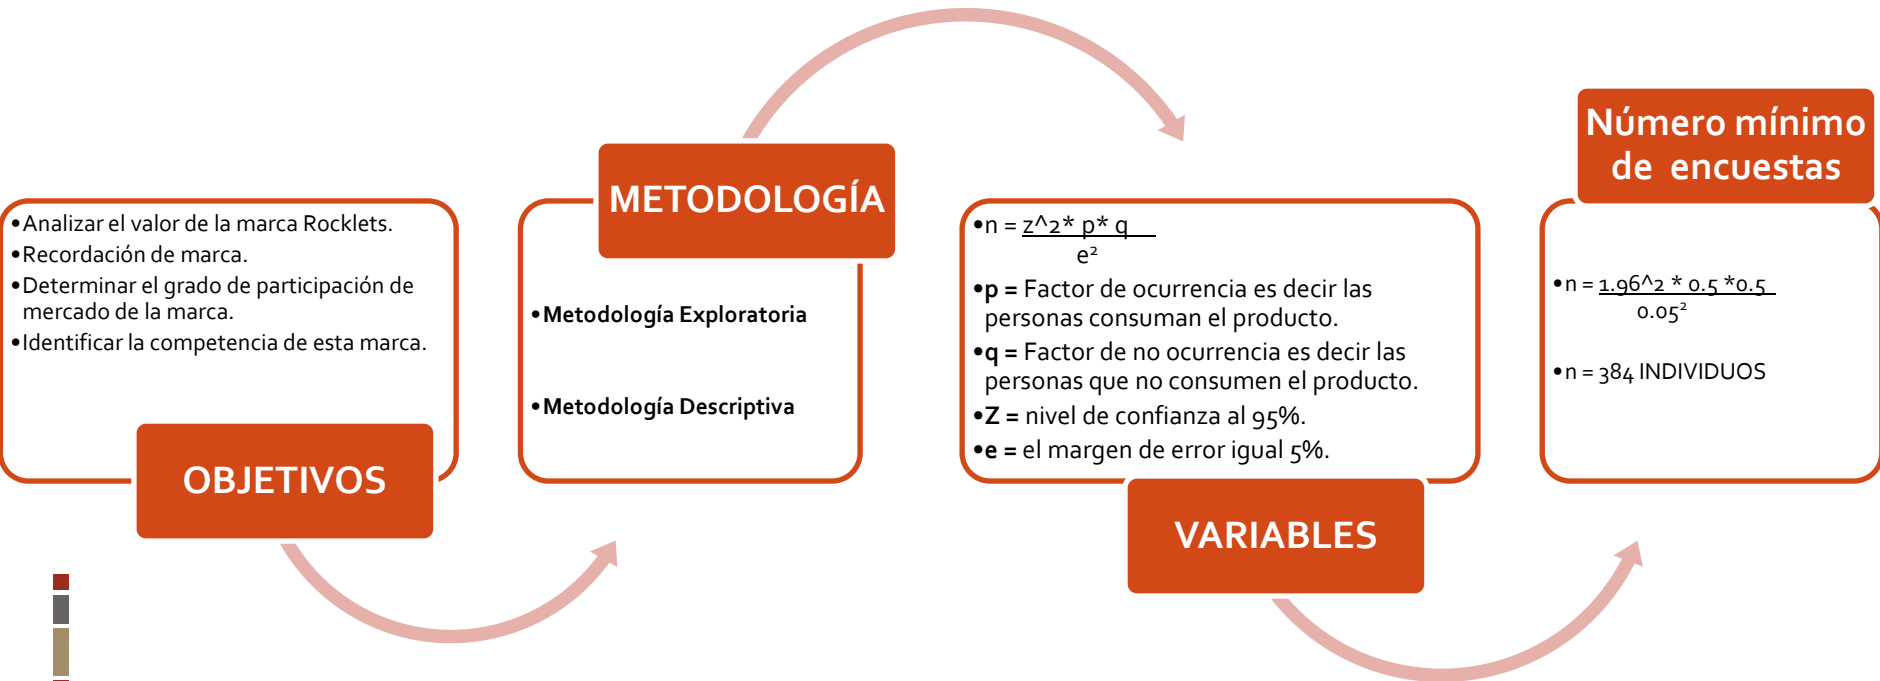 •Analizar el valor de la marca Rocklets.
•Recordación de marca.
•Determinar el grado de participación de
mercado de la marca.
•Identificar la competencia de esta marca.
OBJETIVOS
METODOLOGÍA
•Metodología Exploratoria
•Metodología Descriptiva
•n = z^2* p* q
e²
•p = Factor de ocurrencia es decir las
personas consuman el producto.
•q = Factor de no ocurrencia es decir las
personas que no consumen el producto.
•Z = nivel de confianza al 95%.
•e = el margen de error igual 5%.
VARIABLES
Número mínimo
de encuestas
•n = 1.96^2 * 0.5 *0.5
0.05²
•n = 384 INDIVIDUOS